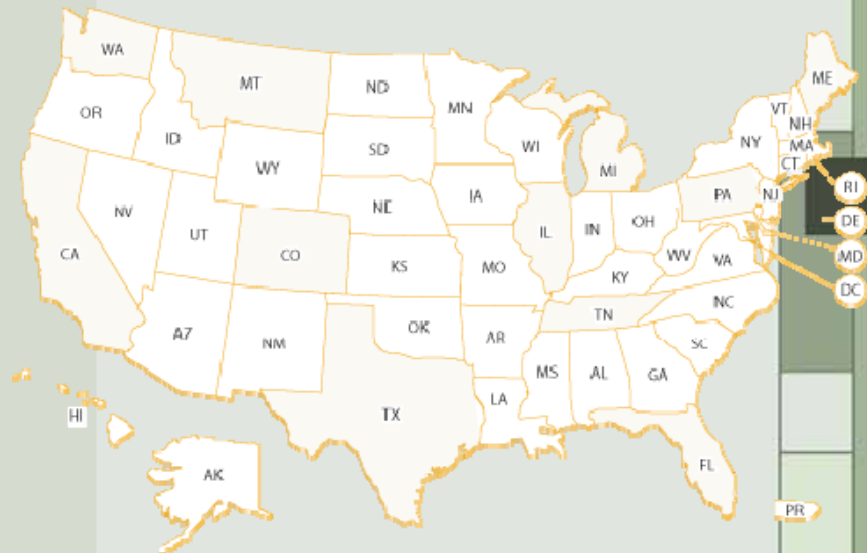 WA
MT
ND
MN
ME
OR
ID
SD
WI
MI
NY
VT
NH
MA
CT
RI
WY
IA
PA
NJ
DE
NV
UT
NE
IL
IN
OH
MD
CA
CO
KS
MO
KY
WV
VA
DC
AZ
NM
OK
AR
TN
NC
SC
TX
LA
MS
AL
GA
HI
AK
FL
PR